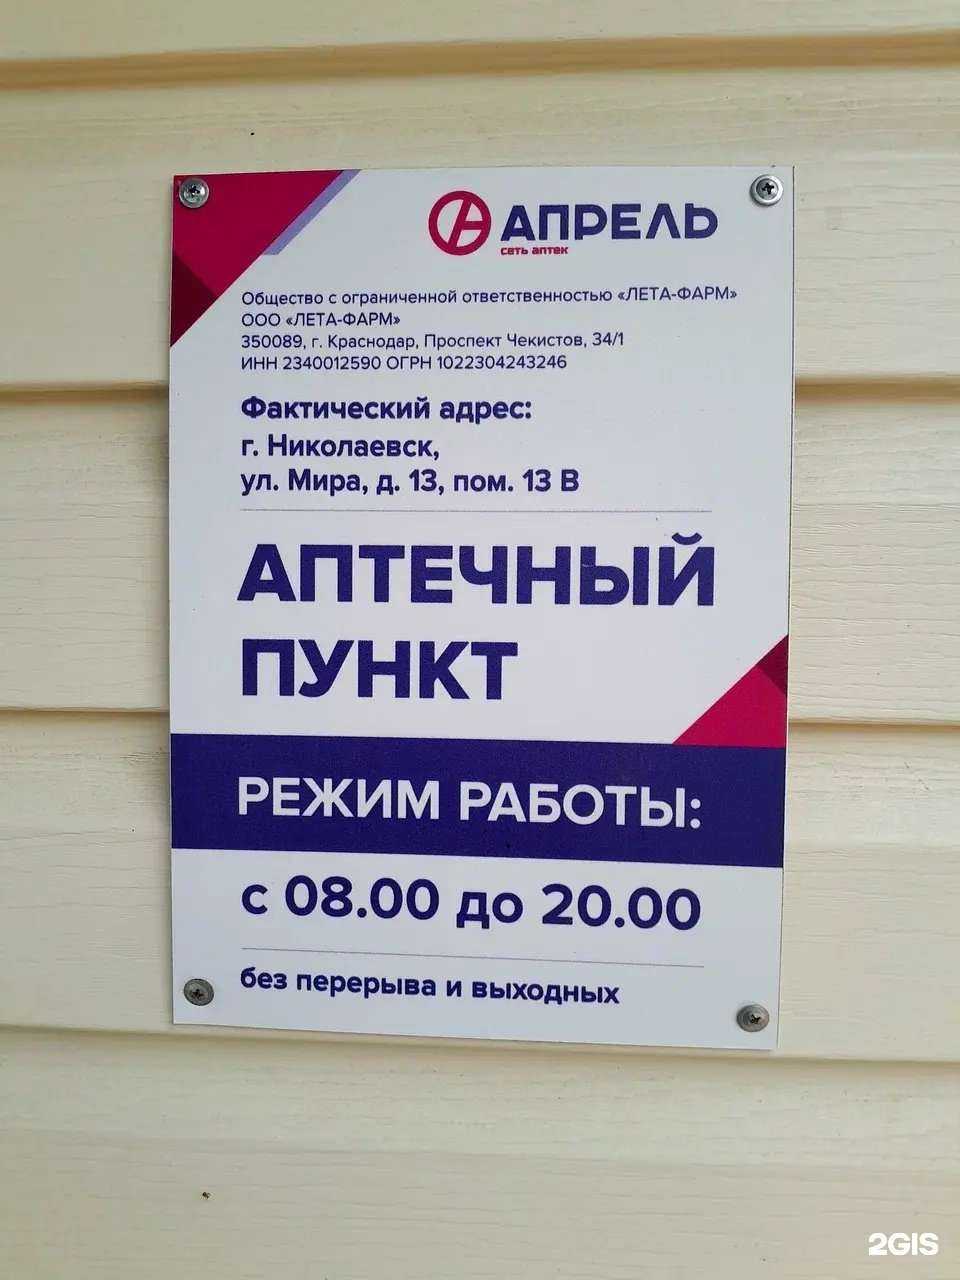 АПРЕЛЬ
сеть аптек
Общество с ограниченной ответственностью «ЛЕТА-ФАРМ»
ООО «ЛЕТА-ФАРМ»
350089, г. Краснодар, Проспект Чекистов, 34/1
ИНН 2340012590 ОГРН 1022304243246
Фактический адрес:
г. Николаевск,
ул. Мира, д. 13, пом. 13 В
АПТЕЧНЫЙ
ПУНКТ
РЕЖИМ РАБОТЫ:
с 08.00 до 20.00
без перерыва и выходных
2GIS